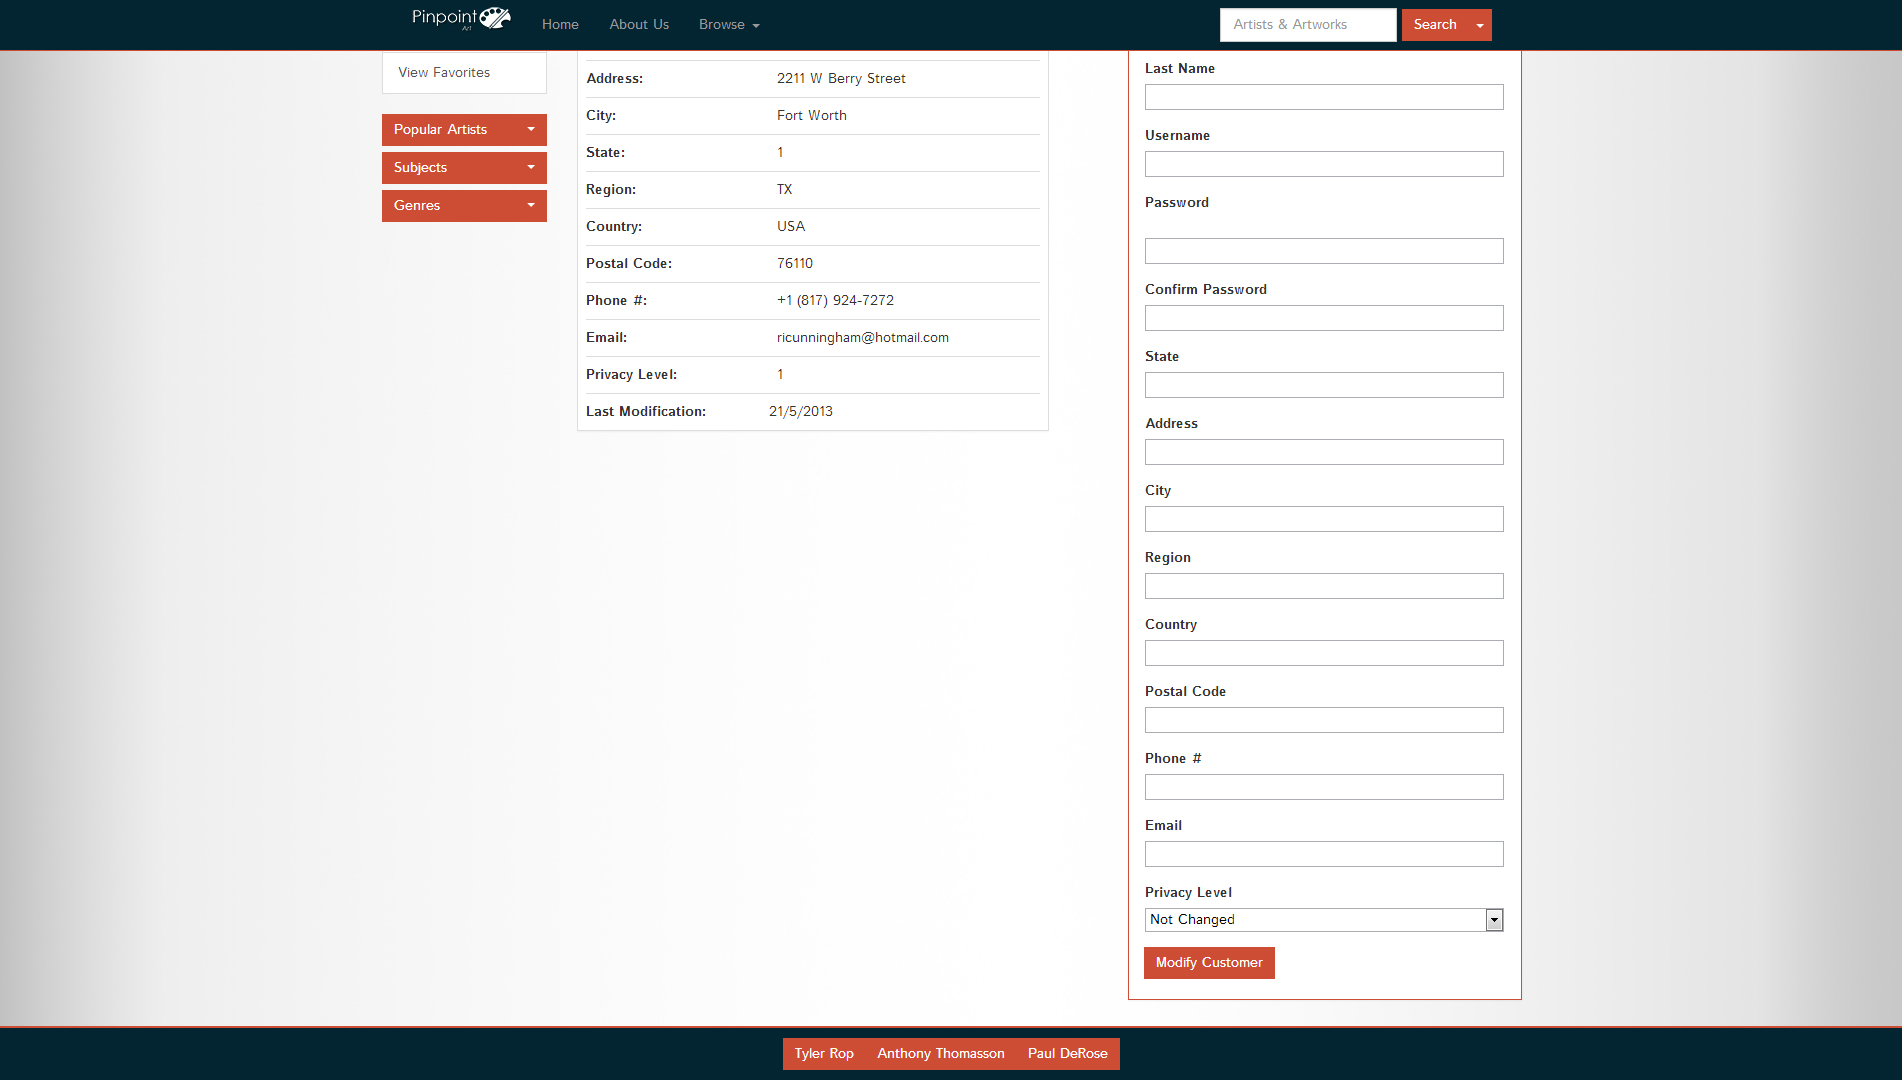 Pinpoint
Art
Home
About Us
Browse
Artists & Artworks
Search
View Favorites
Popular Artists
Subjects
Genres
Address: 2211 W Berry Street
City: Fort Worth
State: 1
Region: TX
Country: USA
Postal Code: 76110
Phone #: +1 (817) 924-7272
Email: ricunningham@hotmail.com
Privacy Level: 1
Last Modification: 21/5/2013
Last Name
Username
Password
Confirm Password
State
Address
City
Region
Country
Postal Code
Phone #
Email
Privacy Level
Not Changed
Modify Customer
Tyler Rop
Anthony Thomasson
Paul DeRose